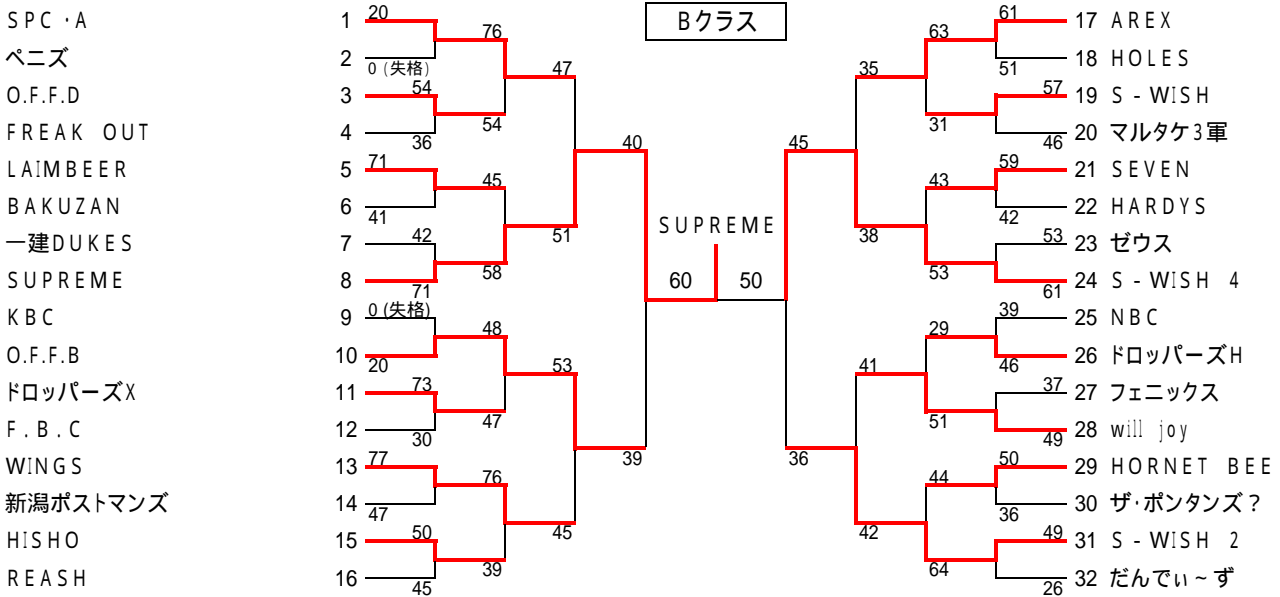 Bクラス
SPC・A 1 20
ペニズ 2 0(失格)
76
O.F.F.D 3 54
FREAK OUT 4 36
54
47
LAIMBEER 5 71
BAKUZAN 6 41
45
一建DUKES 7 42
SUPREME 8 71
58
51
40
KBC 9 0(失格)
O.F.F.B 10 20
48
ドロッパーズX 11 73
F.B.C 12 30
47
53
WINGS 13 77
新潟ポストマンズ 14 47
76
HISHO 15 50
REASH 16 45
39
45
39
SUPREME
60 50
61 17 AREX
51 18 HOLES
63
57 19 S-WISH
46 20 マルタケ3軍
31
35
59 21 SEVEN
42 22 HARDYS
43
53 23 ゼウス
61 24 S-WISH 4
53
38
45
39 25 NBC
46 26 ドロッパーズH
29
37 27 フェニックス
49 28 will joy
51
41
50 29 HORNET BEE
36 30 ザ・ポンタンズ?
44
49 31 S-WISH 2
26 32 だんでぃ~ず
64
42
36